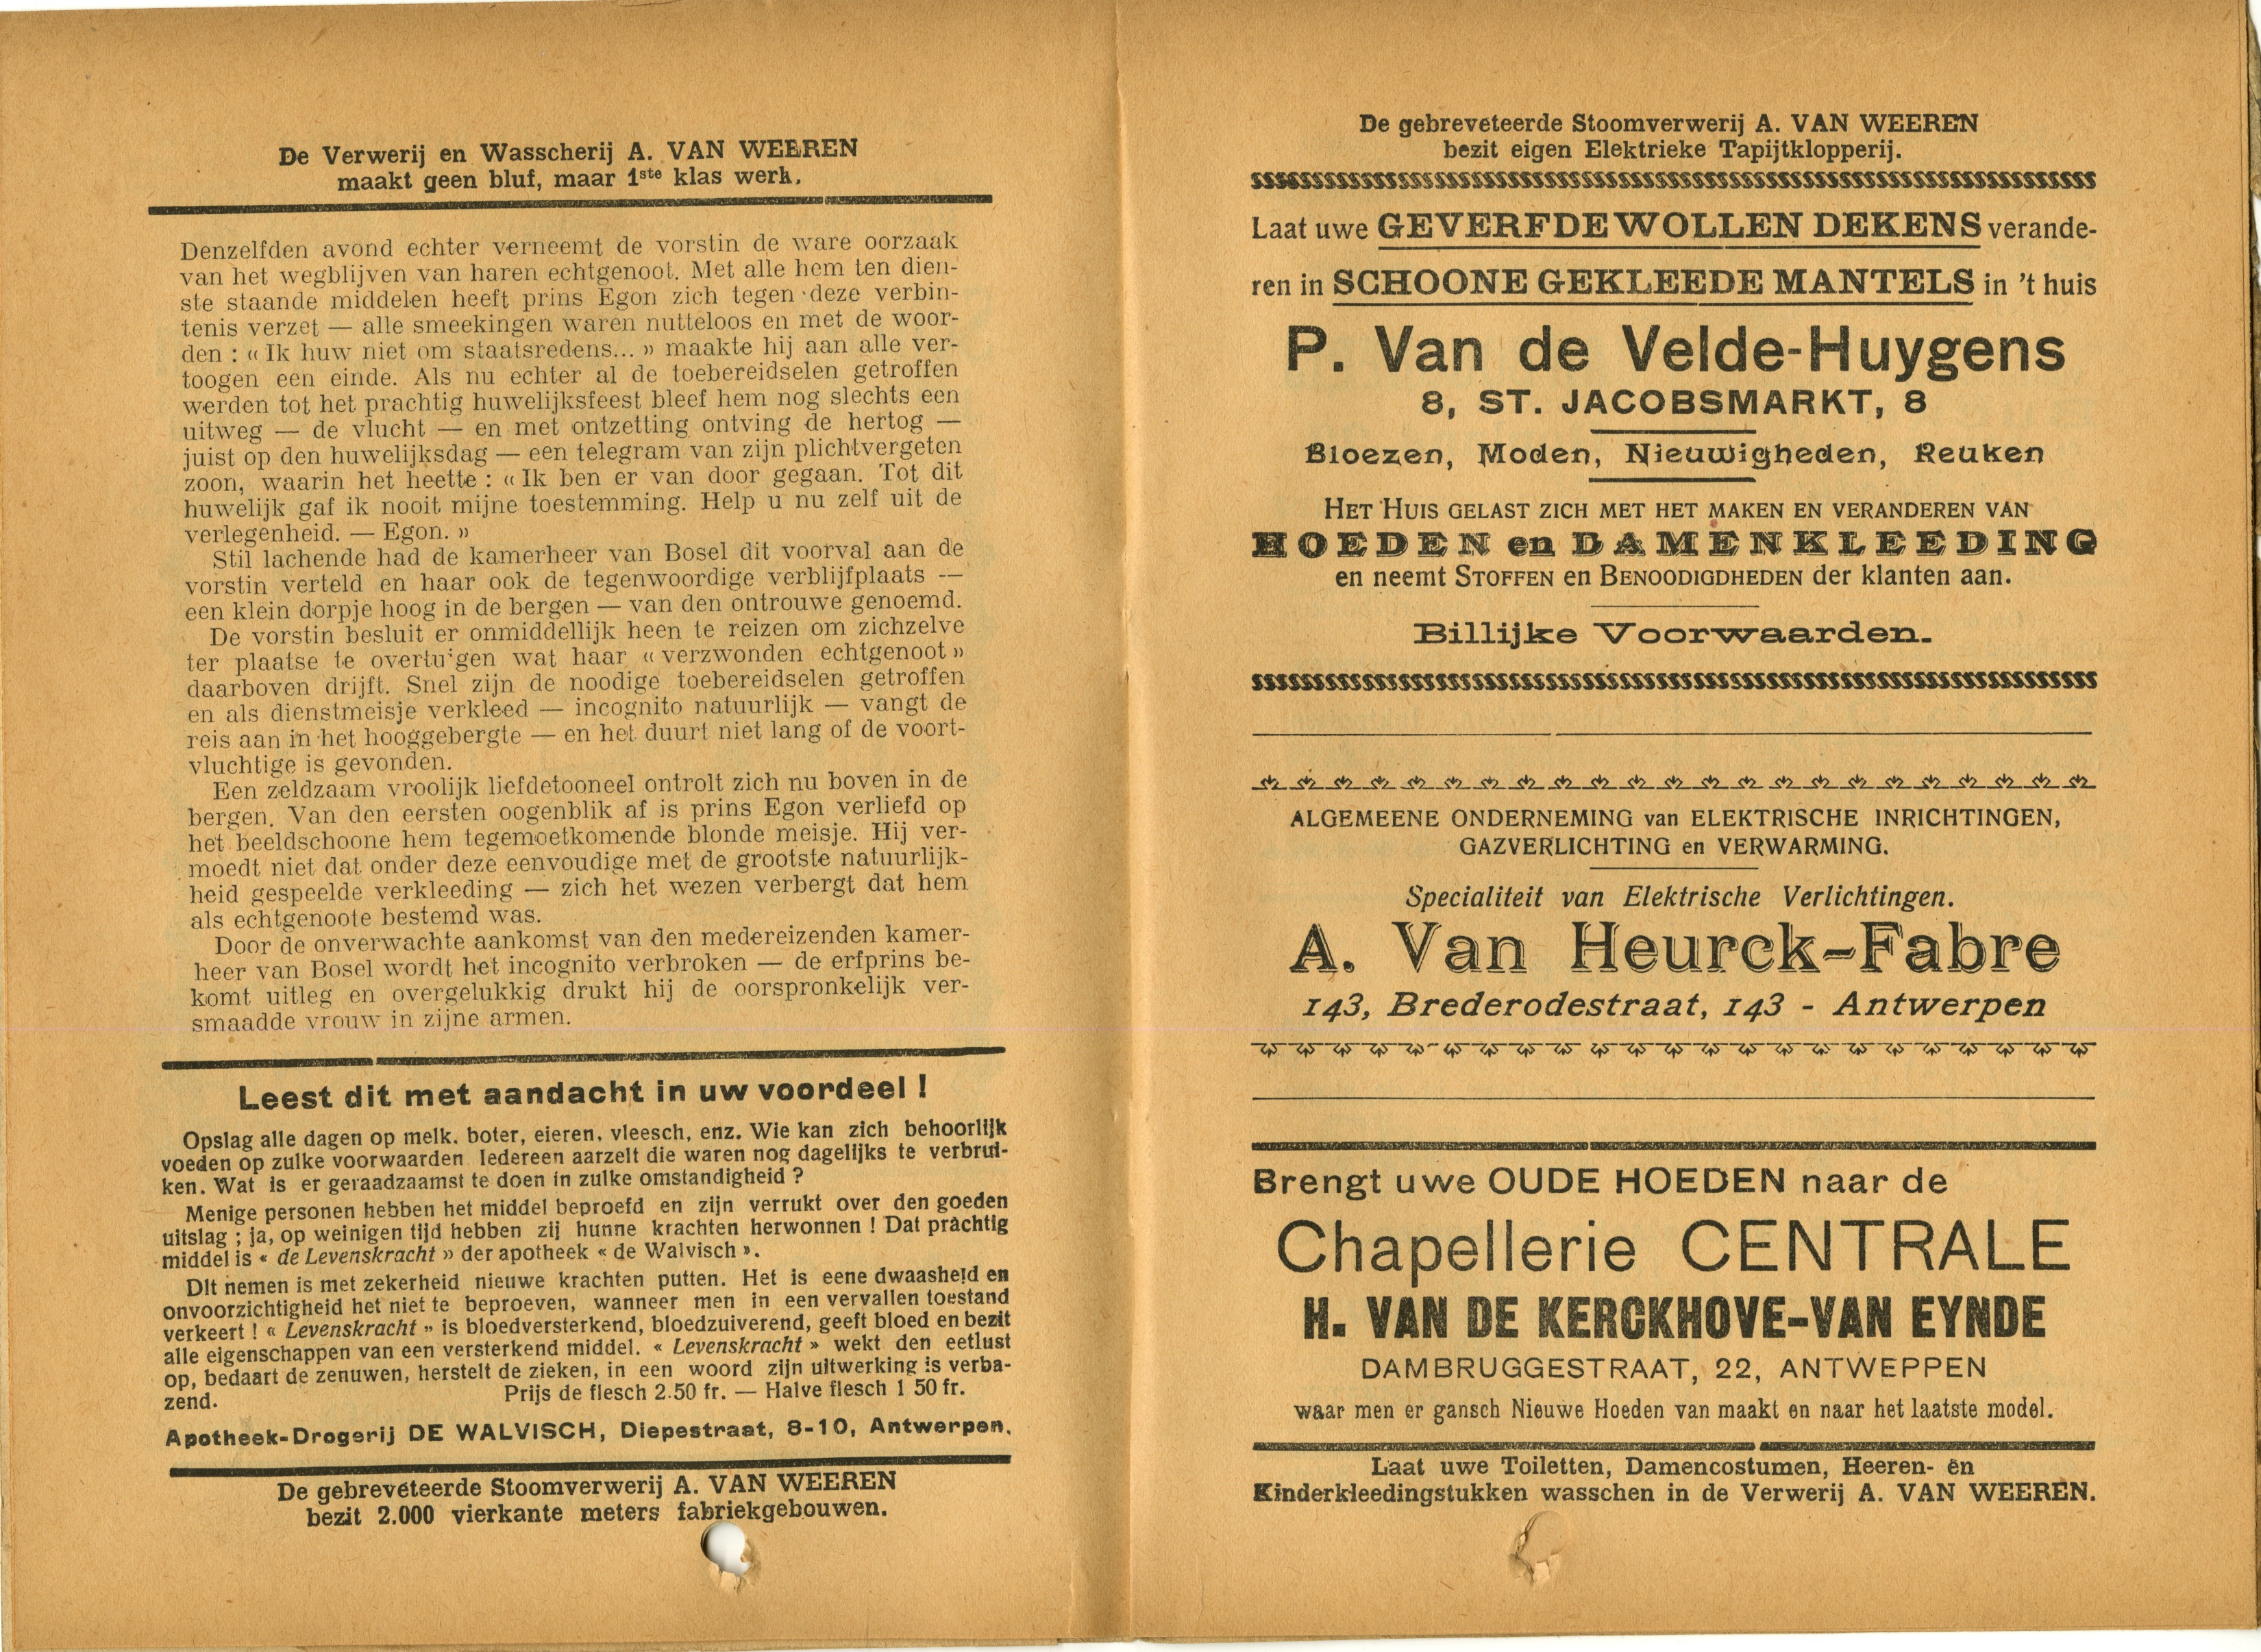 De Verwerij en Wasscherij A. VAN WEEREN
maakt geen bluf, maar 1ste klas werk.
Denzelfden avond echter verneemt de vorstin de ware oorzaak
van het wegblijven van haren echtgenoot. Met alle hem ten dien-
ste staande middelen heeft prins Egon zich tegen deze verbin-
tenis verzet — alle smeekingen waren nutteloos en met de woor-
den : « Ik huw niet om staatsredens... » maakte hij aan alle ver-
toogen een einde. Als nu echter al de toebereidselen getroffen
werden tot het prachtig huwelijksfeest bleef hem nog slechts een
uitweg — de vlucht — en met ontzetting ontving de hertog —
juist op den huwelijksdag — een telegram van zijn plichtvergeten
zoon, waarin het heette : « Ik ben er van door gegaan. Tot dit
huwelijk gaf ik nooit mijne toestemming. Help u nu zelf uit de
verlegenheid. — Egon. »
Stil lachende had de kamerheer van Bosel dit voorval aan de
vorstin verteld en haar ook de tegenwoordige verblijfplaats —
een klein dorpje hoog in de bergen — van den ontrouwe genoemd.
De vorstin besluit er onmiddellijk heen te reizen om zichzelve
ter plaatse te overtuigen wat haar « verzwonden echtgenoot »
daarboven drijft. Snel zijn de noodige toebereidselen getroffen
en als dienstmeisje verkleed — incognito natuurlijk — vangt de
reis aan in het hooggebergte — en het duurt niet lang of de voort-
vluchtige is gevonden.
Een zeldzaam vroolijk liefdetooneel ontrolt zich nu boven in de
bergen. Van den eersten oogenblik af is prins Egon verliefd op
het beeldschoone hem tegemoetkomende blonde meisje. Hij ver-
moedt niet dat onder deze eenvoudige met de grootste natuurlijk-
heid gespeelde verkleeding — zich het wezen verbergt dat hem
als echtgenoote bestemd was.
Door de onverwachte aankomst van den medereizenden kamer-
heer van Bosel wordt het incognito verbroken — de erfprins be-
komt uitleg en overgelukkig drukt hij de oorspronkelijk ver-
smaadde vrouw in zijne armen.
Leest dit met aandacht in uw voordeel !
Opslag alle dagen op melk. boter, eieren, vleesch, enz. Wie kan zich behoorlijk
voeden op zulke voorwaarden Iedereen aarzelt die waren nog dagelijks te verbrui-
ken. Wat is er geraadzaamst te doen in zulke omstandigheid ?
Menige personen hebben het middel beproefd en zijn verrukt over den goeden
uitslag ; ja, op weinigen tijd hebben zij hunne krachten herwonnen ! Dat prachtig
middel is « de Levenskracht » der apotheek « de Walvisch ».
Dit nemen is met zekerheid nieuwe krachten putten. Het is eene dwaasheid en
onvoorzichtigheid het niet te beproeven, wanneer men in een vervallen toestand
verkeert ! « Levenskracht » is bloedversterkend, bloedzuiverend, geeft bloed en bezit
alle eigenschappen van een versterkend middel. « Levenskracht » wekt den eetlust
op, bedaart de zenuwen, herstelt de zieken, in een woord zijn uitwerking is verba-
zend. Prijs de flesch 2.50 fr. — Halve flesch 1 50 fr.
Apotheek-Drogerij DE WALVISCH, Diepestraat, 8-10, Antwerpen.
De gebreveteerde Stoomverwerij A. VAN WEEREN
bezit 2.000 vierkante meters fabriekgebouwen.
De gebreveteerde Stoomverwerij A. VAN WEEREN
bezit eigen Elektrieke Tapijtklopperij.
Laat uwe GEVERFDE WOLLEN DEKENS verande-
ren in SCHOONE GEKLEEDE MANTELS in 't huis
P. Van de Velde-Huygens
8, ST. JACOBSMARKT, 8
Bloezen, Moden, Nieuwigheden, Reuken
HET HUIS GELAST ZICH MET HET MAKEN EN VERANDEREN VAN
HOEDEN en DAMENKLEEDING
en neemt STOFFEN en BENOODIGDHEDEN der klanten aan.
Billijke Voorwaarden.
ALGEMEENE ONDERNEMING van ELEKTRISCHE INRICHTINGEN,
GAZVERLICHTING en VERWARMING.
Specialiteit van Elektrische Verlichtingen.
A. Van Heurck-Fabre
143, Brederodestraat, 143 - Antwerpen
Brengt uwe OUDE HOEDEN naar de
Chapellerie CENTRALE
H. VAN DE KERCKHOVE-VAN EYNDE
DAMBRUGGESTRAAT, 22, ANTWEPPEN
waar men er gansch Nieuwe Hoeden van maakt en naar het laatste model.
Laat uwe Toiletten, Damencostumen, Heeren- en
Kinderkleedingstukken wasschen in de Verwerij A. VAN WEEREN.